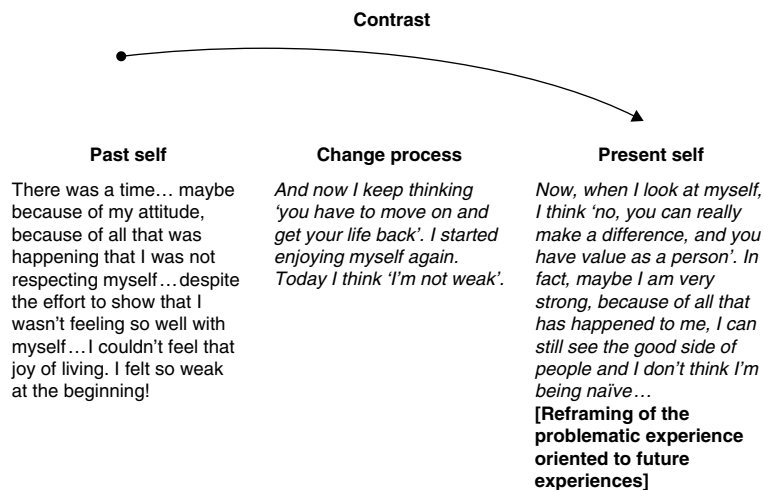 Contrast
Past self
There was a time… maybe
because of my attitude,
because of all that was
happening that I was not
respecting myself…despite
the effort to show that I
wasn’t feeling so well with
myself…I couldn’t feel that
joy of living. I felt so weak
at the beginning!
Change process
And now I keep thinking
‘you have to move on and
get your life back’. I started
enjoying myself again.
Today I think ‘I’m not weak’.
Present self
Now, when I look at myself,
I think ‘no, you can really
make a difference, and you
have value as a person’. In
fact, maybe I am very
strong, because of all that
has happened to me, I can
still see the good side of
people and I don’t think I’m
being naïve…
[Reframing of the
problematic experience
oriented to future
experiences]